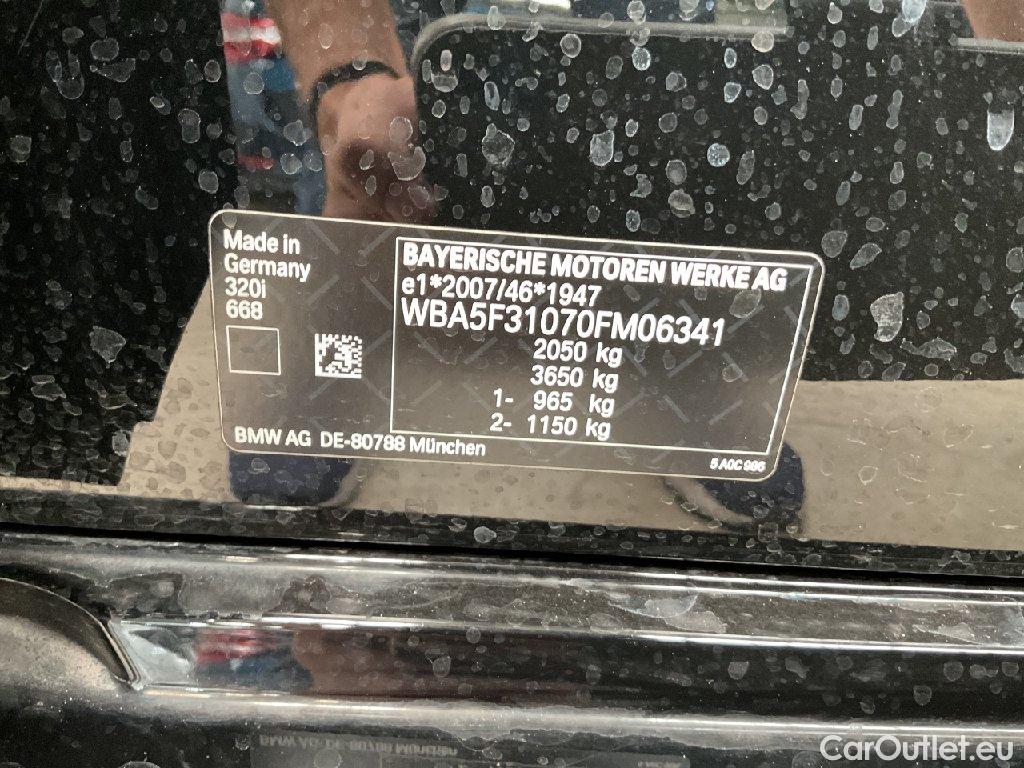 Made in
Germany
320i
668
BAYERISCHE MOTOREN WERKE AG
e1*2007/46*1947
WBA5F31070FM06341
2050 kg
3650 kg
1- 965 kg
2- 1150 kg
BMW AG DE-80788 München
5 A0C 986
CarOutlet.eu